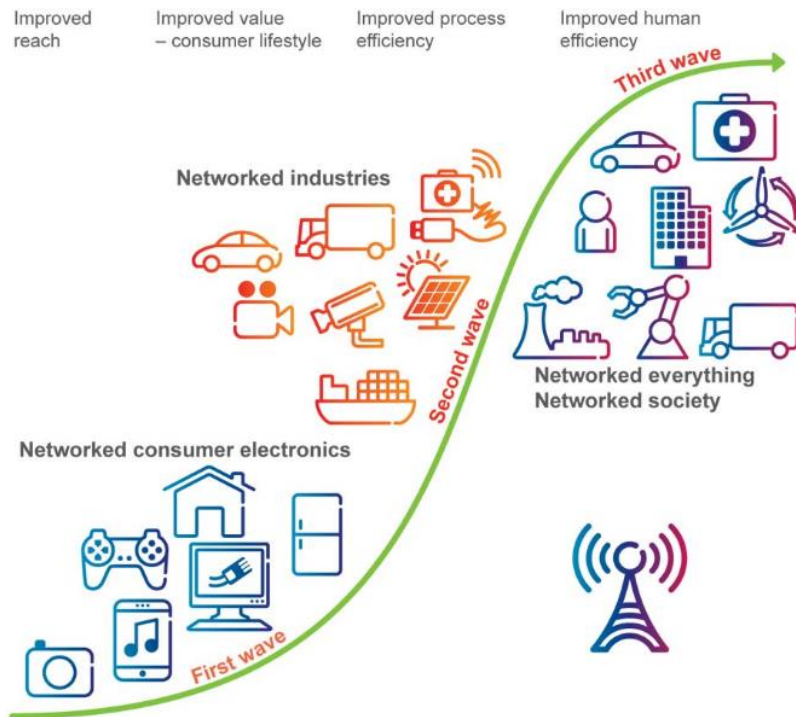 Improved
reach
Improved value
– consumer lifestyle
Improved process
efficiency
Improved human
efficiency
Third wave
Networked industries
Second wave
Networked everything
Networked society
Networked consumer electronics
First wave